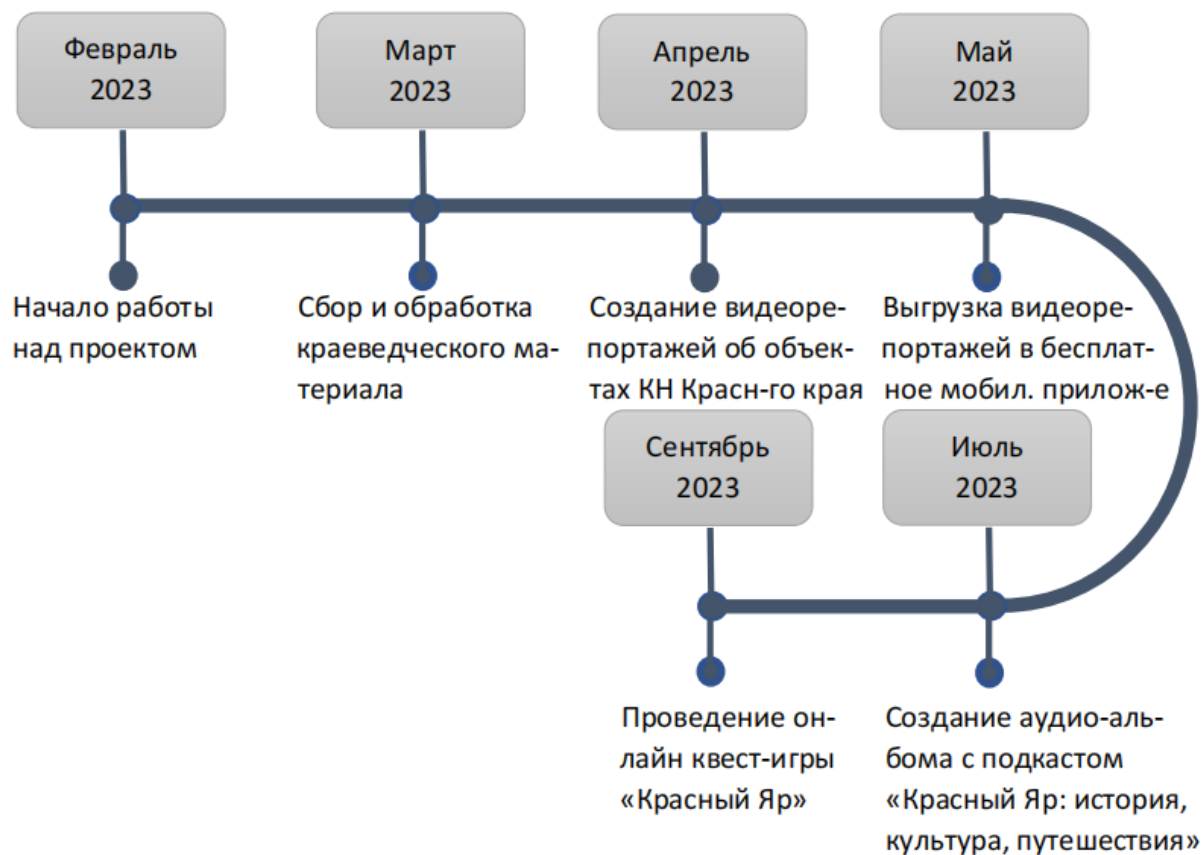 Февраль
2023
Март
2023
Апрель
2023
Май
2023
Начало работы
над проектом
Сбор и обработка
краеведческого ма-
териала
Создание видеоре-
портажей об объек-
тах КН Красн-го края
Выгрузка видеоре-
портажей в бесплат-
ное мобил. прилож-е
Июль
2023
Создание аудио-аль-
бома с подкастом
«Красный Яр: история,
культура, путешествия»
Сентябрь
2023
Проведение он-
лайн квест-игры
«Красный Яр»